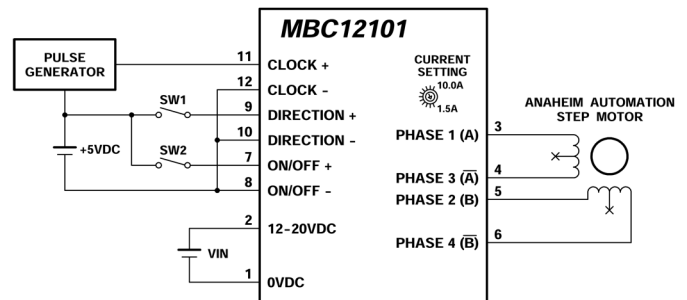 MBC12101
PULSE
GENERATOR
11 CLOCK +
12 CLOCK -
SW1
9 DIRECTION +
10 DIRECTION -
+5VDC
SW2
7 ON/OFF +
8 ON/OFF -
2 12-20VDC
VIN
1 0VDC
CURRENT
SETTING
10.0A
1.5A
PHASE 1 (A) 3
PHASE 3 (A̅) 4
PHASE 2 (B) 5
PHASE 4 (B̅) 6
ANAHEIM AUTOMATION
STEP MOTOR